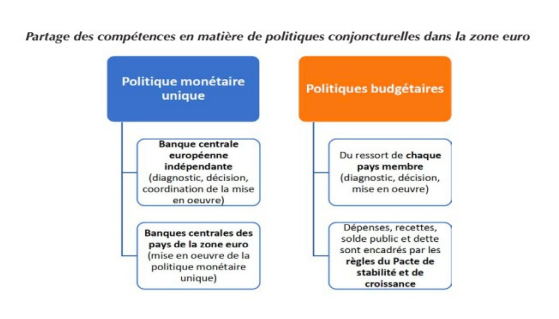 Partage des compétences en matière de politiques conjoncturelles dans la zone euro
Politique monétaire
unique
Banque centrale
européenne
indépendante
(diagnostic, décision,
coordination de la mise
en oeuvre)
Banques centrales des
pays de la zone euro
(mise en oeuvre de la
politique monétaire
unique)
Politiques budgétaires
Du ressort de chaque
pays membre
(diagnostic, décision,
mise en oeuvre)
Dépenses, recettes,
solde public et dette
sont encadrés par les
règles du Pacte de
stabilité et de
croissance